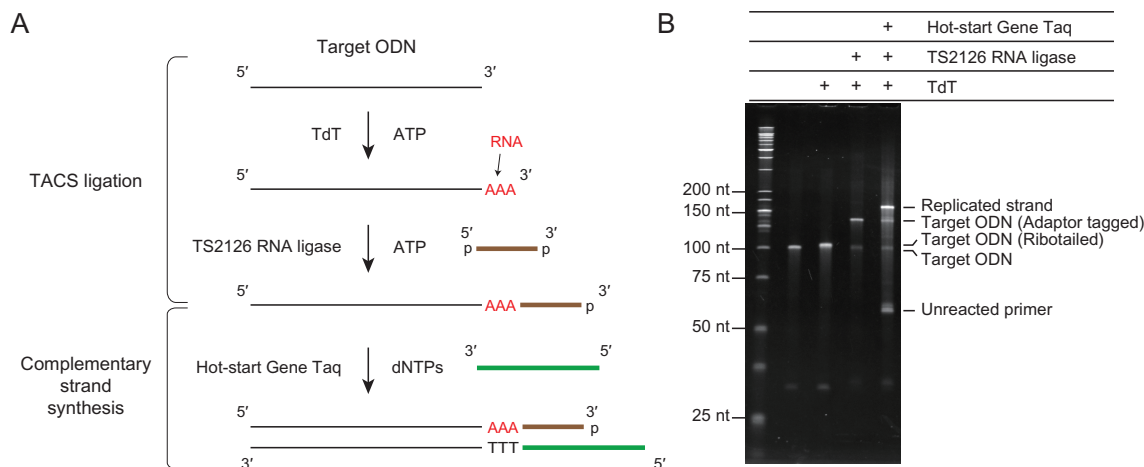 A
Target ODN
5′ 3′
TdT ATP
RNA
5′ AAA 3′
TACS ligation
TS2126 RNA ligase ATP
5′ 3′
p p
5′ 3′
AAA p
Complementary
strand
synthesis
Hot-start Gene Taq dNTPs
3′ 5′
5′ 3′
AAA p
TTT
3′ 5′
B
+ Hot-start Gene Taq
+ + TS2126 RNA ligase
+ + + TdT
200 nt
150 nt
100 nt
75 nt
50 nt
25 nt
Replicated strand
Target ODN (Adaptor tagged)
Target ODN (Ribotailed)
Target ODN
Unreacted primer